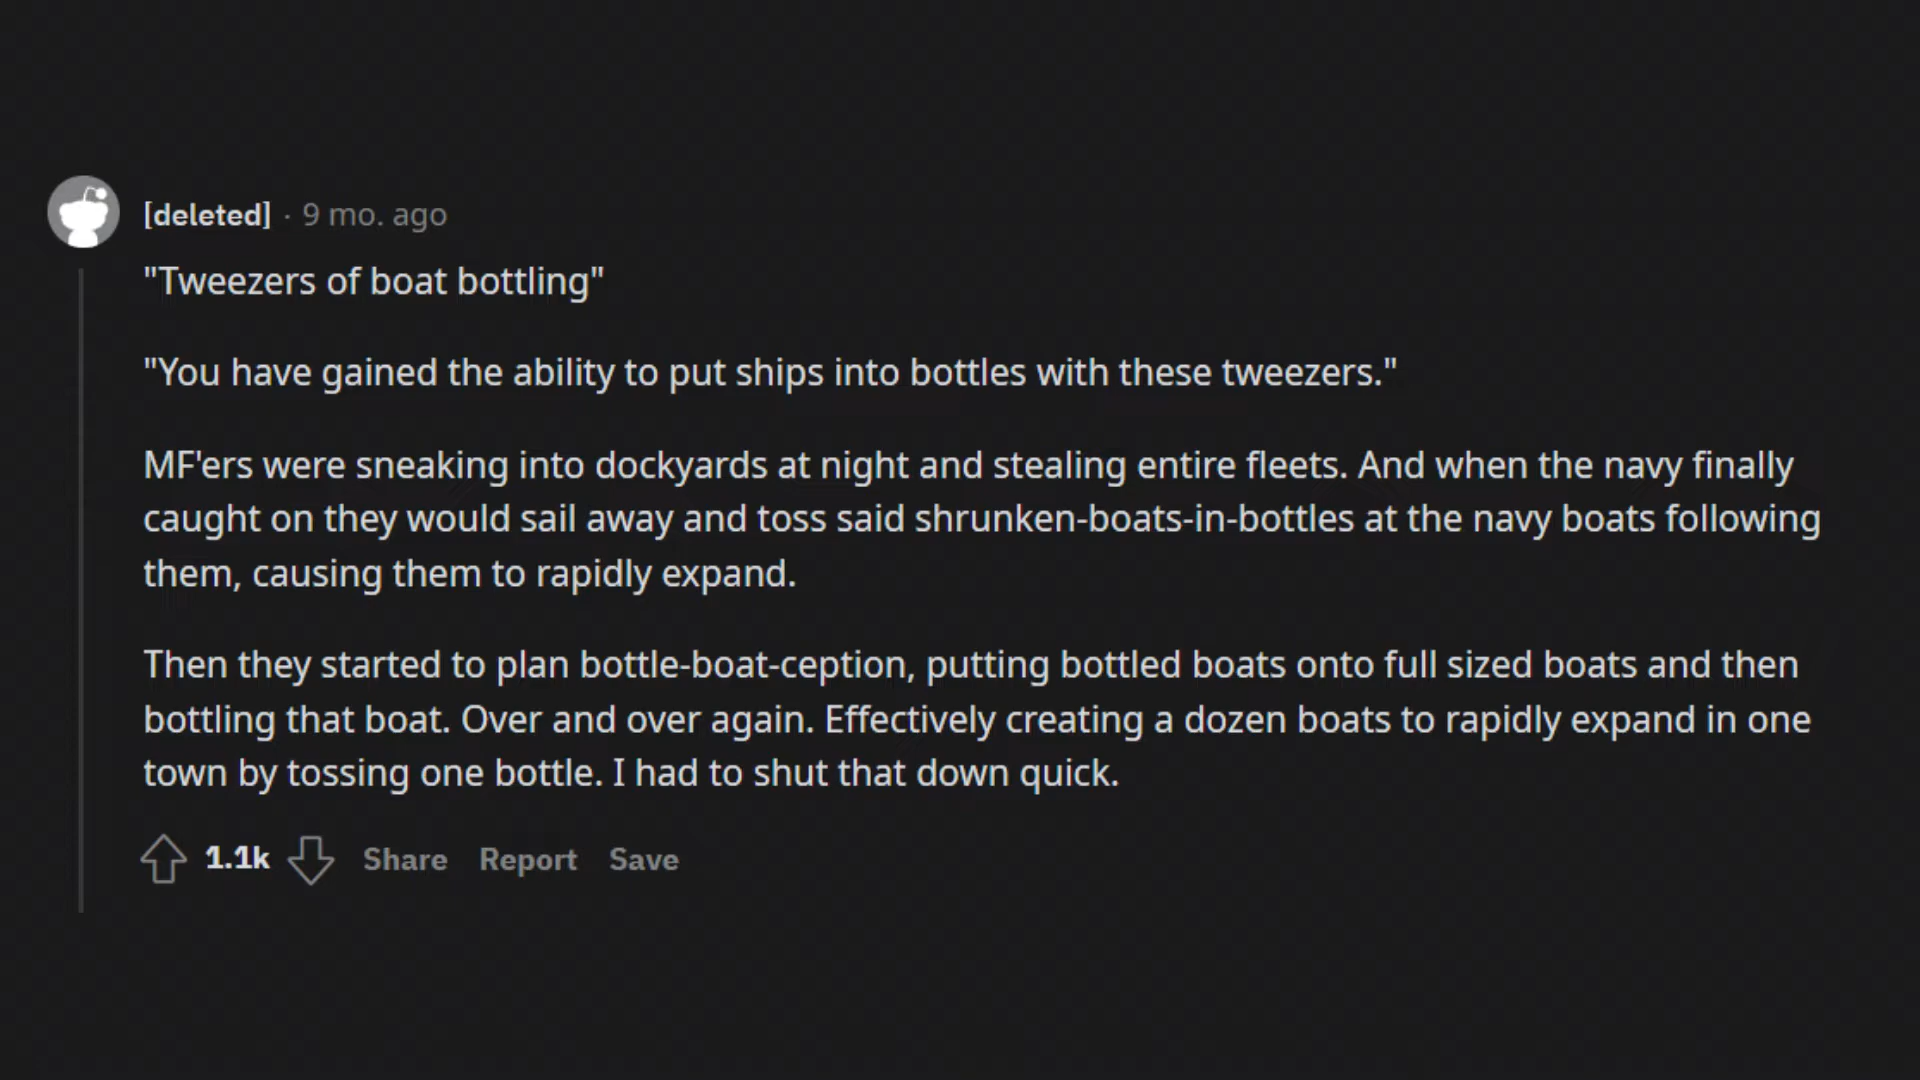 [deleted] · 9 mo. ago
"Tweezers of boat bottling"
"You have gained the ability to put ships into bottles with these tweezers."
MF'ers were sneaking into dockyards at night and stealing entire fleets. And when the navy finally
caught on they would sail away and toss said shrunken-boats-in-bottles at the navy boats following
them, causing them to rapidly expand.
Then they started to plan bottle-boat-ception, putting bottled boats onto full sized boats and then
bottling that boat. Over and over again. Effectively creating a dozen boats to rapidly expand in one
town by tossing one bottle. I had to shut that down quick.
1.1k Share Report Save